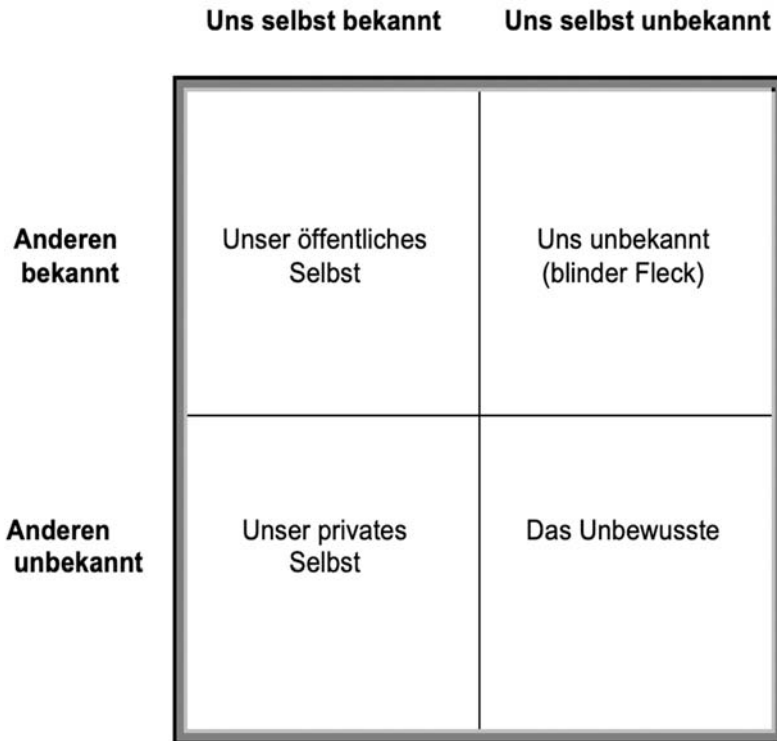 Uns selbst bekannt Uns selbst unbekannt
Anderen
bekannt
Unser öffentliches
Selbst
Uns unbekannt
(blinder Fleck)
Anderen
unbekannt
Unser privates
Selbst
Das Unbewusste